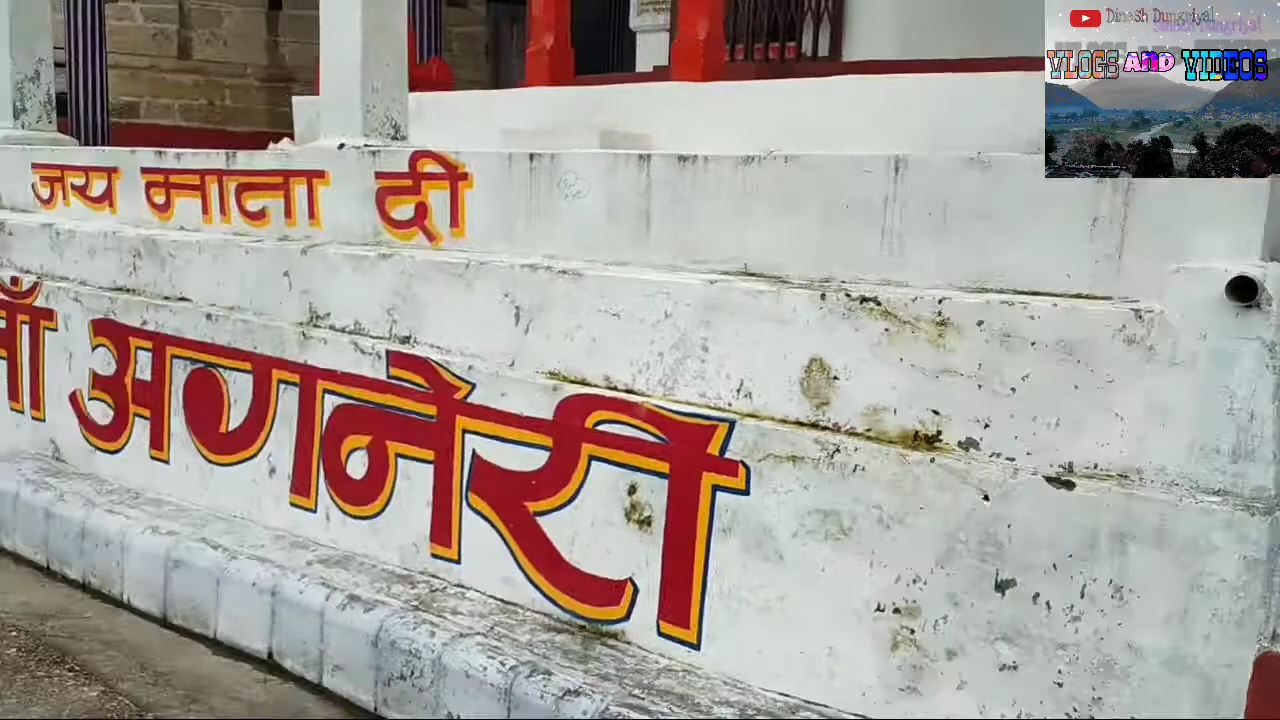 Dinesh Dungriyal
VLOGS AND VIDEOS
जय माता दी
माँ अगनेरी